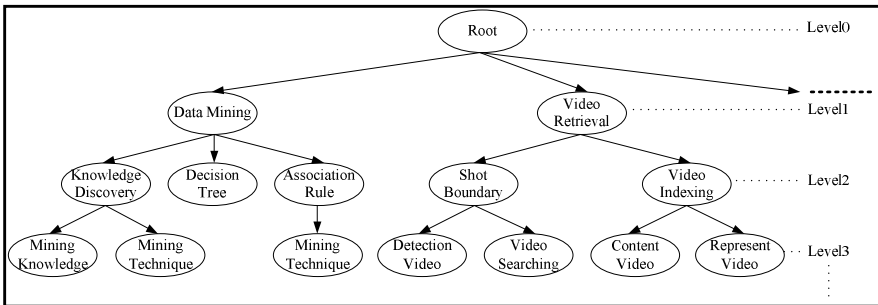 Root
Level0
Data Mining
Video
Retrieval
Level1
Knowledge
Discovery
Decision
Tree
Association
Rule
Shot
Boundary
Video
Indexing
Level2
Mining
Knowledge
Mining
Technique
Mining
Technique
Detection
Video
Video
Searching
Content
Video
Represent
Video
Level3